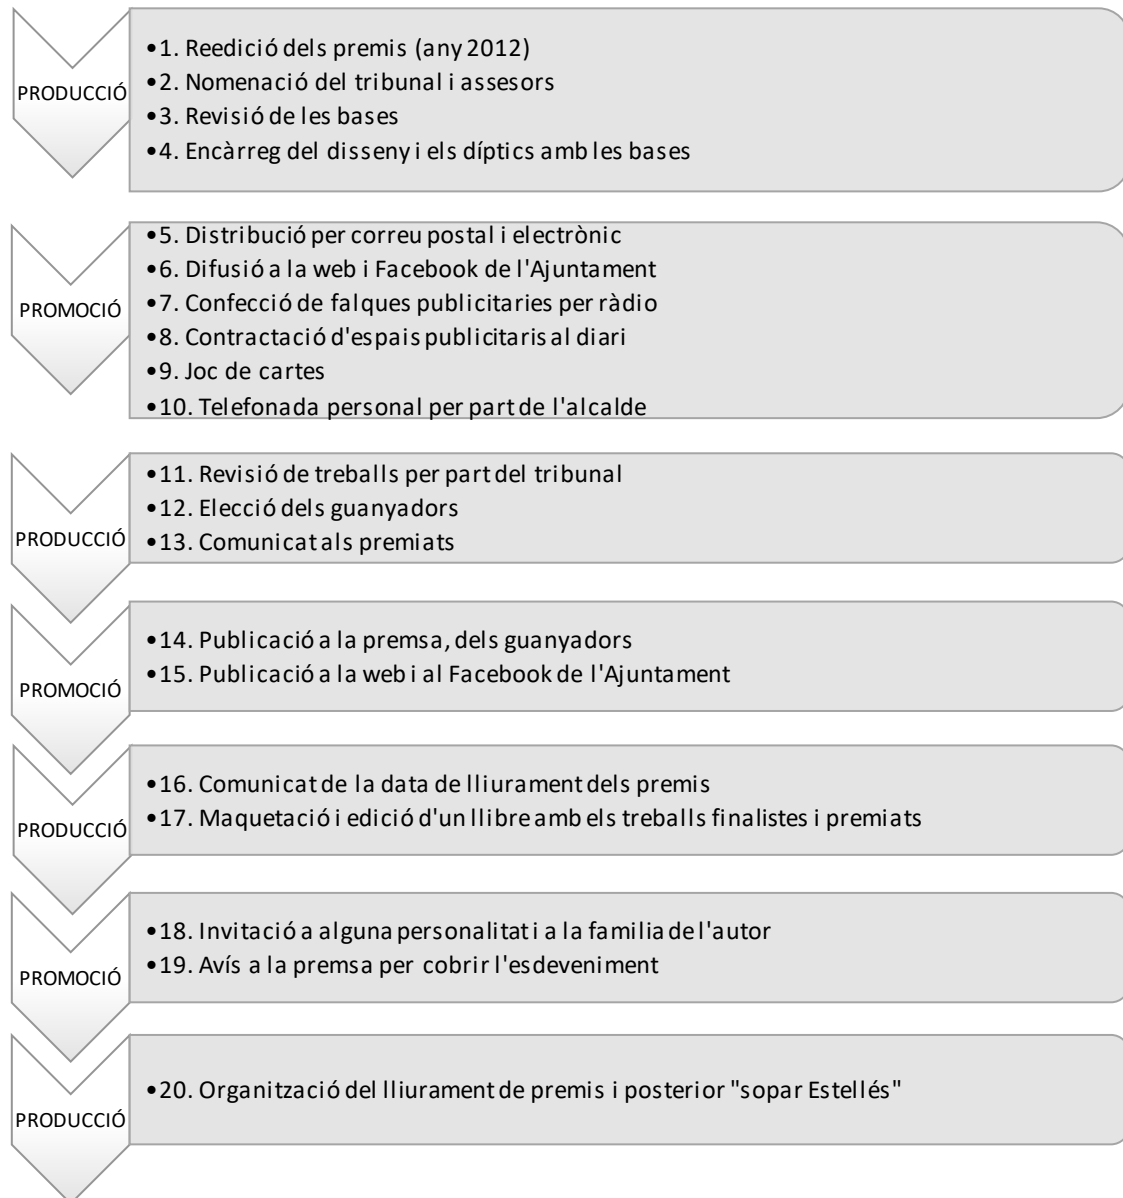 PRODUCCIÓ
•1. Reedició dels premis (any 2012)
•2. Nomenació del tribunal i assesors
•3. Revisió de les bases
•4. Encàrreg del disseny i els díptics amb les bases
PROMOCIÓ
•5. Distribució per correu postal i electrònic
•6. Difusió a la web i Facebook de l'Ajuntament
•7. Confecció de falques publicitaries per ràdio
•8. Contractació d'espais publicitaris al diari
•9. Joc de cartes
•10. Telefonada personal per part de l'alcalde
PRODUCCIÓ
•11. Revisió de treballs per part del tribunal
•12. Elecció dels guanyadors
•13. Comunicat als premiats
PROMOCIÓ
•14. Publicació a la premsa, dels guanyadors
•15. Publicació a la web i al Facebook de l'Ajuntament
PRODUCCIÓ
•16. Comunicat de la data de lliurament dels premis
•17. Maquetació i edició d'un llibre amb els treballs finalistes i premiats
PROMOCIÓ
•18. Invitació a alguna personalitat i a la familia de l'autor
•19. Avís a la premsa per cobrir l'esdeveniment
PRODUCCIÓ
•20. Organització del lliurament de premis i posterior "sopar Estellés"